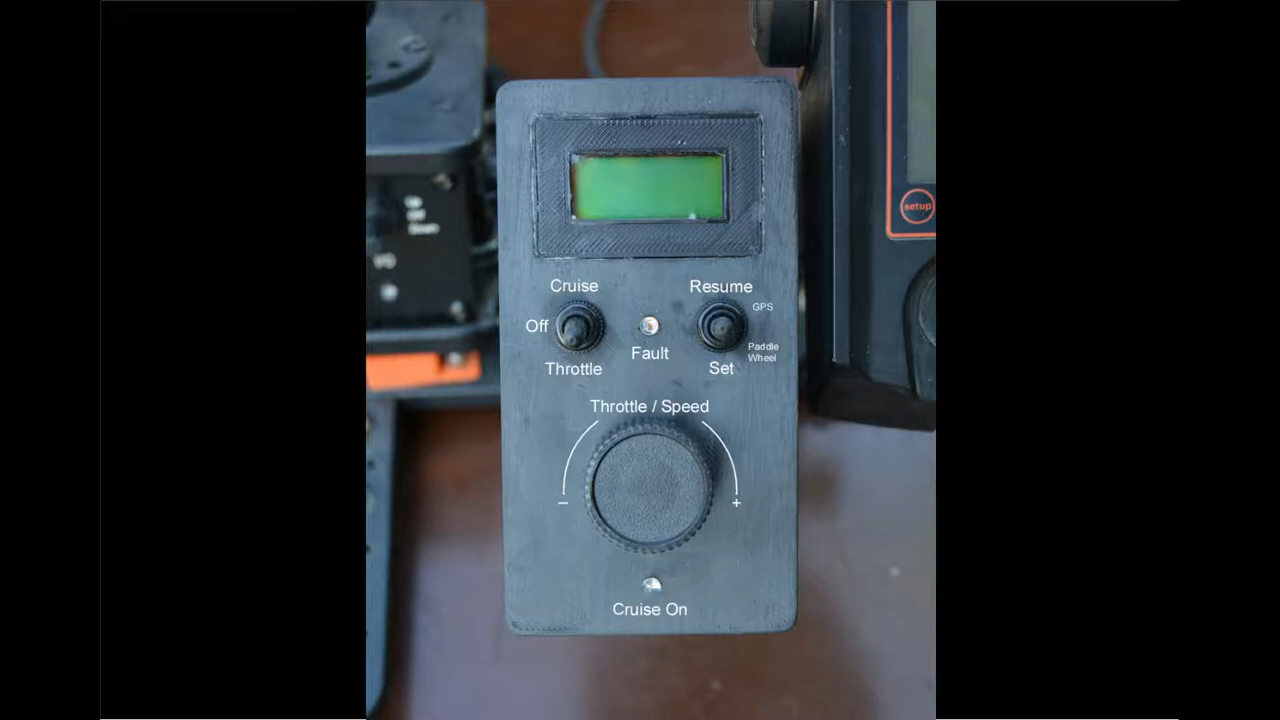 setup
Cruise
Resume
GPS
Off
Fault
Paddle
Wheel
Throttle
Set
Throttle / Speed
– +
Cruise On